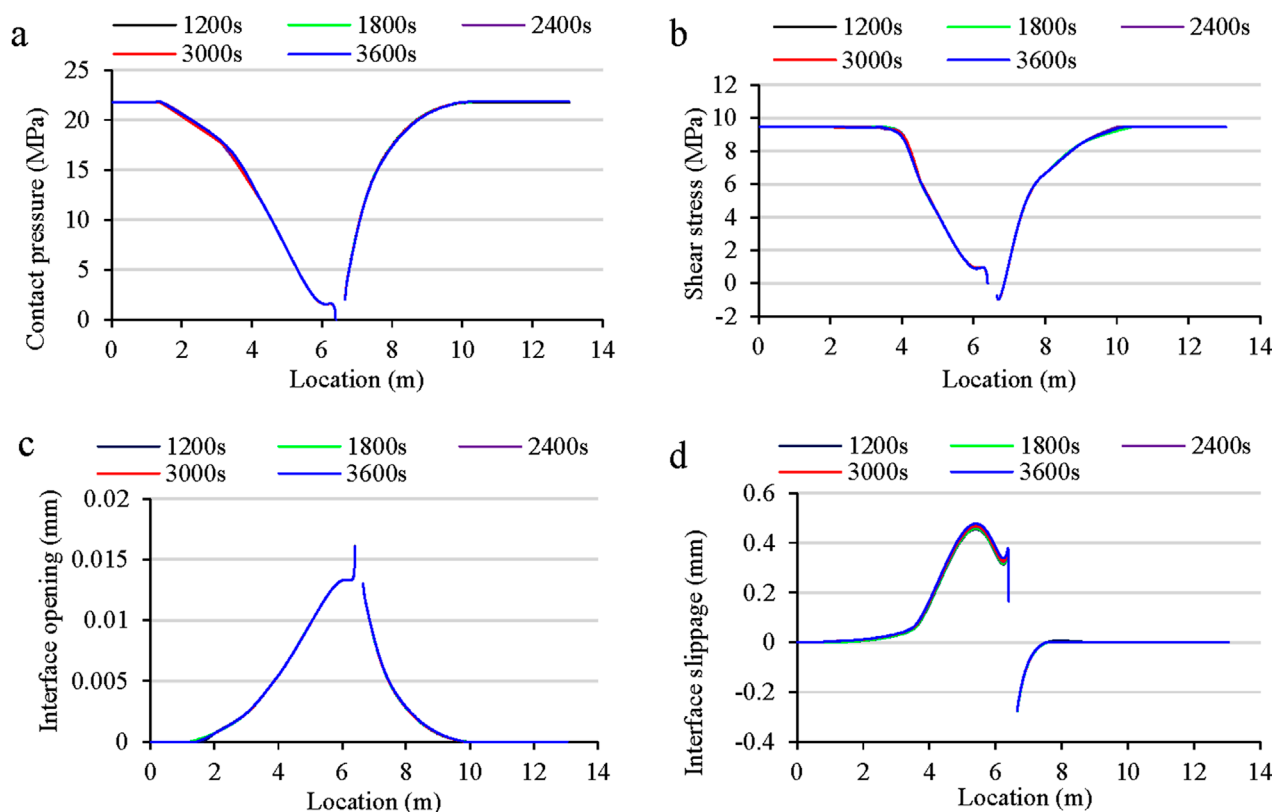 a
1200s 1800s 2400s
3000s 3600s
25
20
15
10
5
0
Contact pressure (MPa)
0 2 4 6 8 10 12 14
Location (m)
b
1200s 1800s 2400s
3000s 3600s
12
10
8
6
4
2
0
-2
Shear stress (MPa)
0 2 4 6 8 10 12 14
Location (m)
c
1200s 1800s 2400s
3000s 3600s
0.02
0.015
0.01
0.005
0
Interface opening (mm)
0 2 4 6 8 10 12 14
Location (m)
d
1200s 1800s 2400s
3000s 3600s
0.6
0.4
0.2
0
-0.2
-0.4
Interface slippage (mm)
0 2 4 6 8 10 12 14
Location (m)